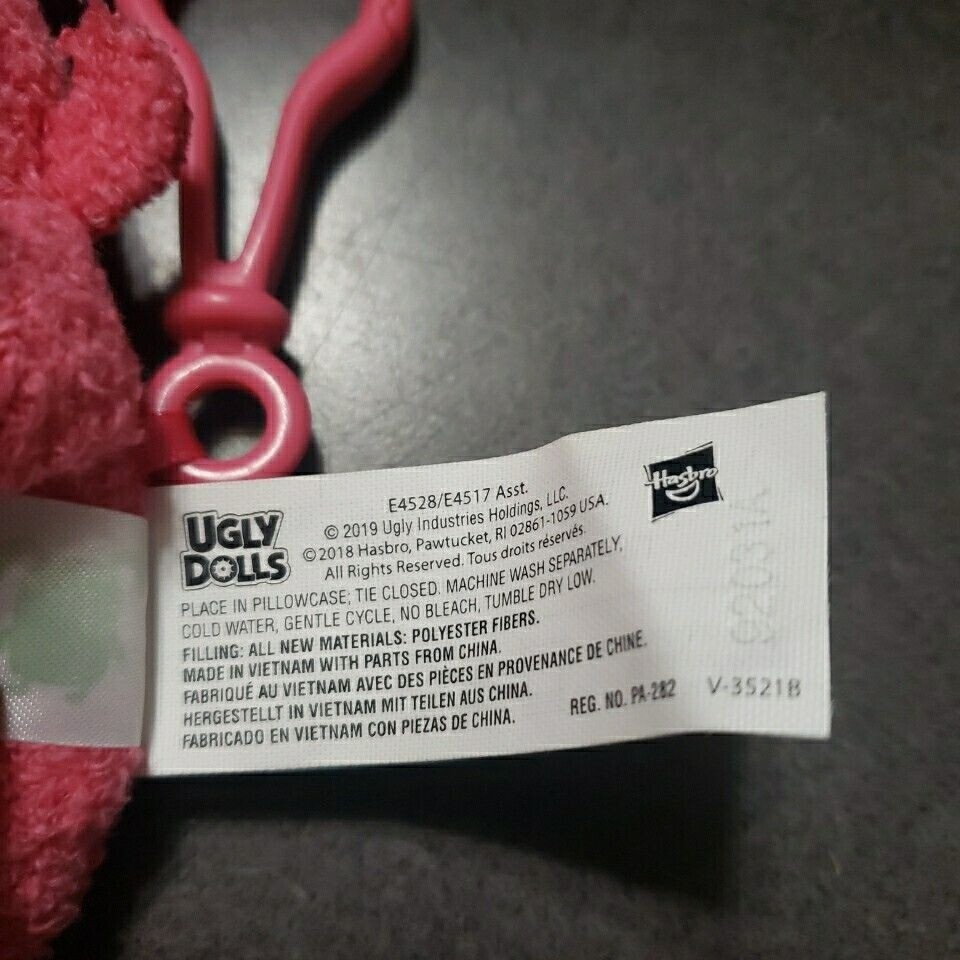 UGLY
DOLLS
E4528/E4517 Asst.
© 2019 Ugly Industries Holdings, LLC.
©2018 Hasbro, Pawtucket, RI 02861-1059 USA.
All Rights Reserved. Tous droits réservés.
Hasbro
PLACE IN PILLOWCASE; TIE CLOSED. MACHINE WASH SEPARATELY,
COLD WATER, GENTLE CYCLE, NO BLEACH, TUMBLE DRY LOW.
FILLING: ALL NEW MATERIALS: POLYESTER FIBERS.
MADE IN VIETNAM WITH PARTS FROM CHINA.
FABRIQUÉ AU VIETNAM AVEC DES PIÈCES EN PROVENANCE DE CHINE.
HERGESTELLT IN VIETNAM MIT TEILEN AUS CHINA.
FABRICADO EN VIETNAM CON PIEZAS DE CHINA.
REG. NO. PA-282
V-3521B
92031A